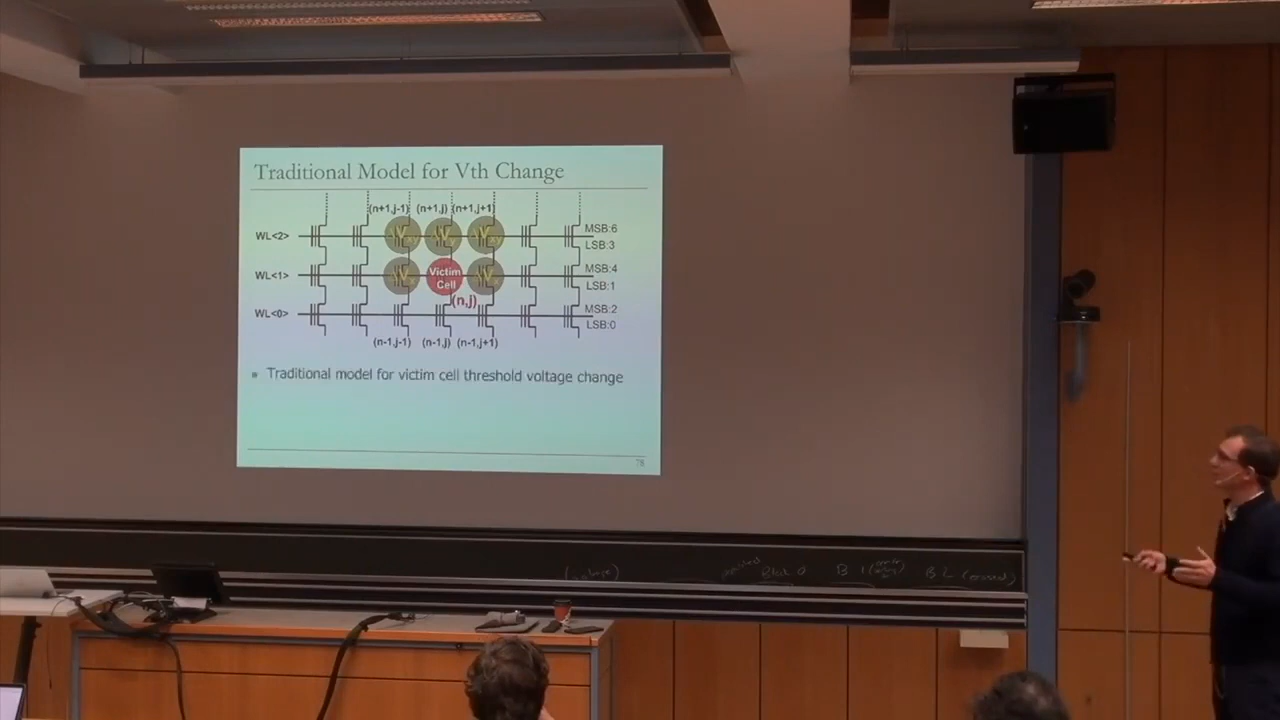 Traditional Model for Vth Change
(n+1,j-1) (n+1,j) (n+1,j+1)
WL<2>
MSB:6
LSB:3
WL<1>
Victim
Cell
(n,j)
MSB:4
LSB:1
WL<0>
MSB:2
LSB:0
(n-1,j-1) (n-1,j) (n-1,j+1)
▪ Traditional model for victim cell threshold voltage change